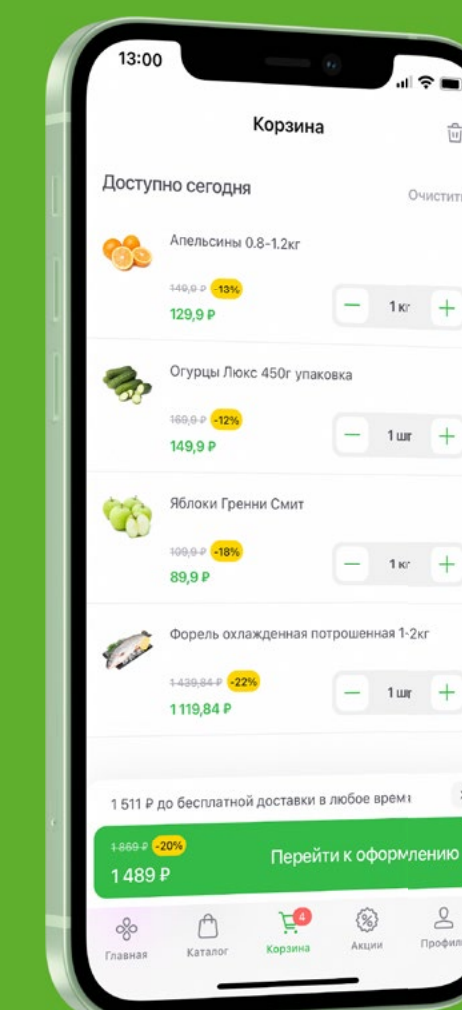 13:00
Корзина
Доступно сегодня
Очистить
Апельсины 0.8-1.2кг
149,9 ₽ -13%
129,9 ₽
1 кг
Огурцы Люкс 450г упаковка
169,9 ₽ -12%
149,9 ₽
1 шт
Яблоки Гренни Смит
109,9 ₽ -18%
89,9 ₽
1 кг
Форель охлажденная потрошенная 1-2кг
1 439,84 ₽ -22%
1 119,84 ₽
1 шт
1 511 ₽ до бесплатной доставки в любое время
1 869 ₽ -20%
1 489 ₽
Перейти к оформлению
4
Главная
Каталог
Корзина
Акции
Профиль